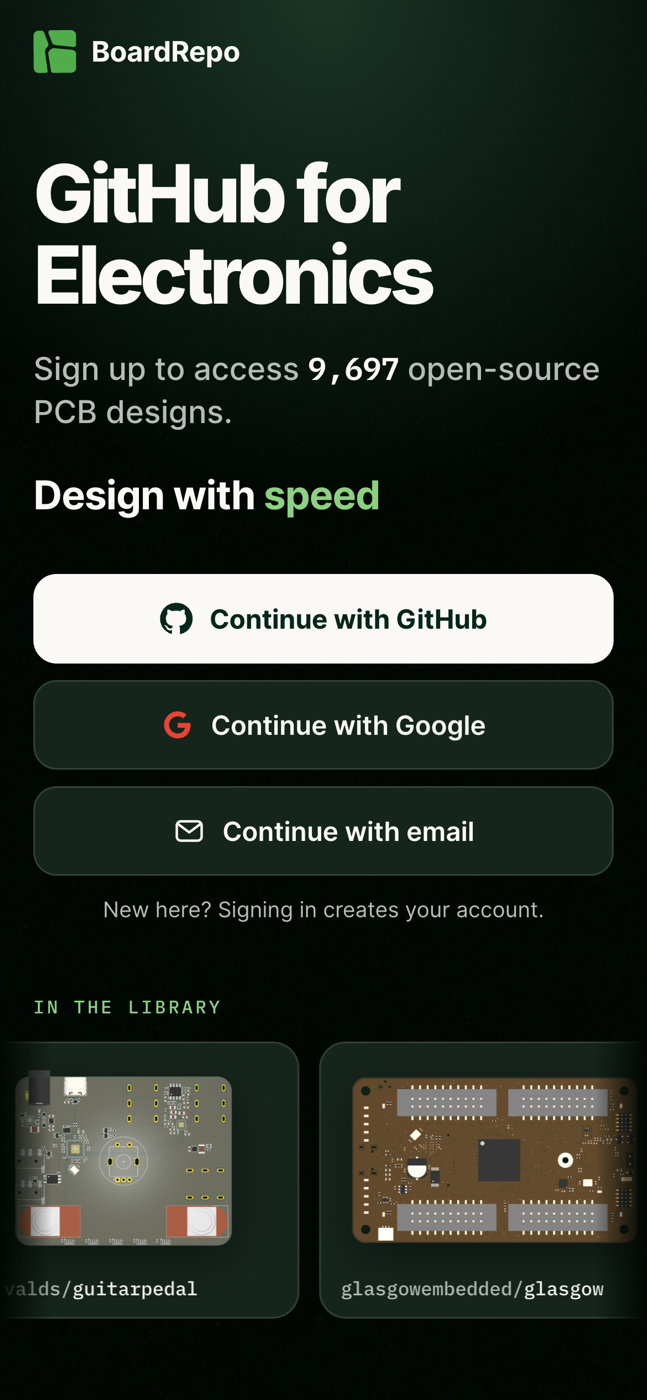 BoardRepo
GitHub for
Electronics
Sign up to access 9,697 open-source
PCB designs.
Design with speed
Continue with GitHub
Continue with Google
Continue with email
New here? Signing in creates your account.
IN THE LIBRARY
valds/guitarpedal
glasgowembedded/glasgow